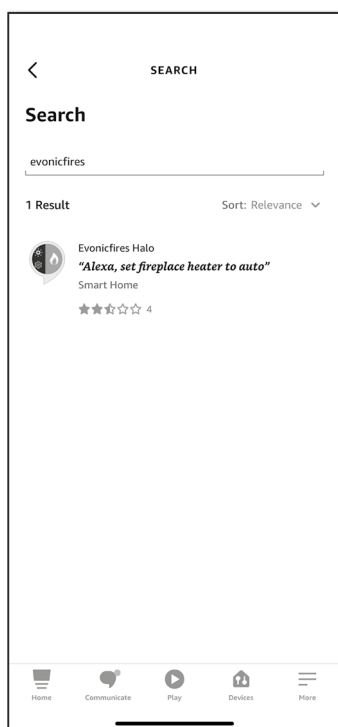 SEARCH
Search
evonicfires
1 Result Sort: Relevance
Evonicfires Halo
“Alexa, set fireplace heater to auto”
Smart Home
4
Home Communicate Play Devices More